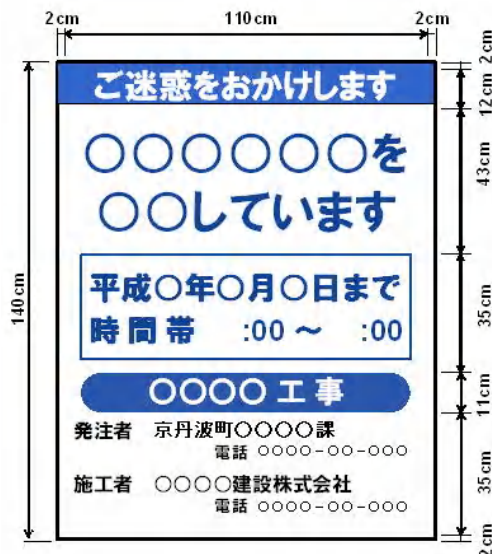 2cm 110cm 2cm
2cm
ご迷惑をおかけします
12cm
○○○○○○を
43cm
○○しています
140cm
平成○年○月○日まで
35cm
時間帯 :00 ~ :00
○○○○工事
11cm
発注者 京丹波町○○○○課
電話 ○○○○-○○-○○○
35cm
施工者 ○○○○建設株式会社
電話 ○○○○-○○-○○○